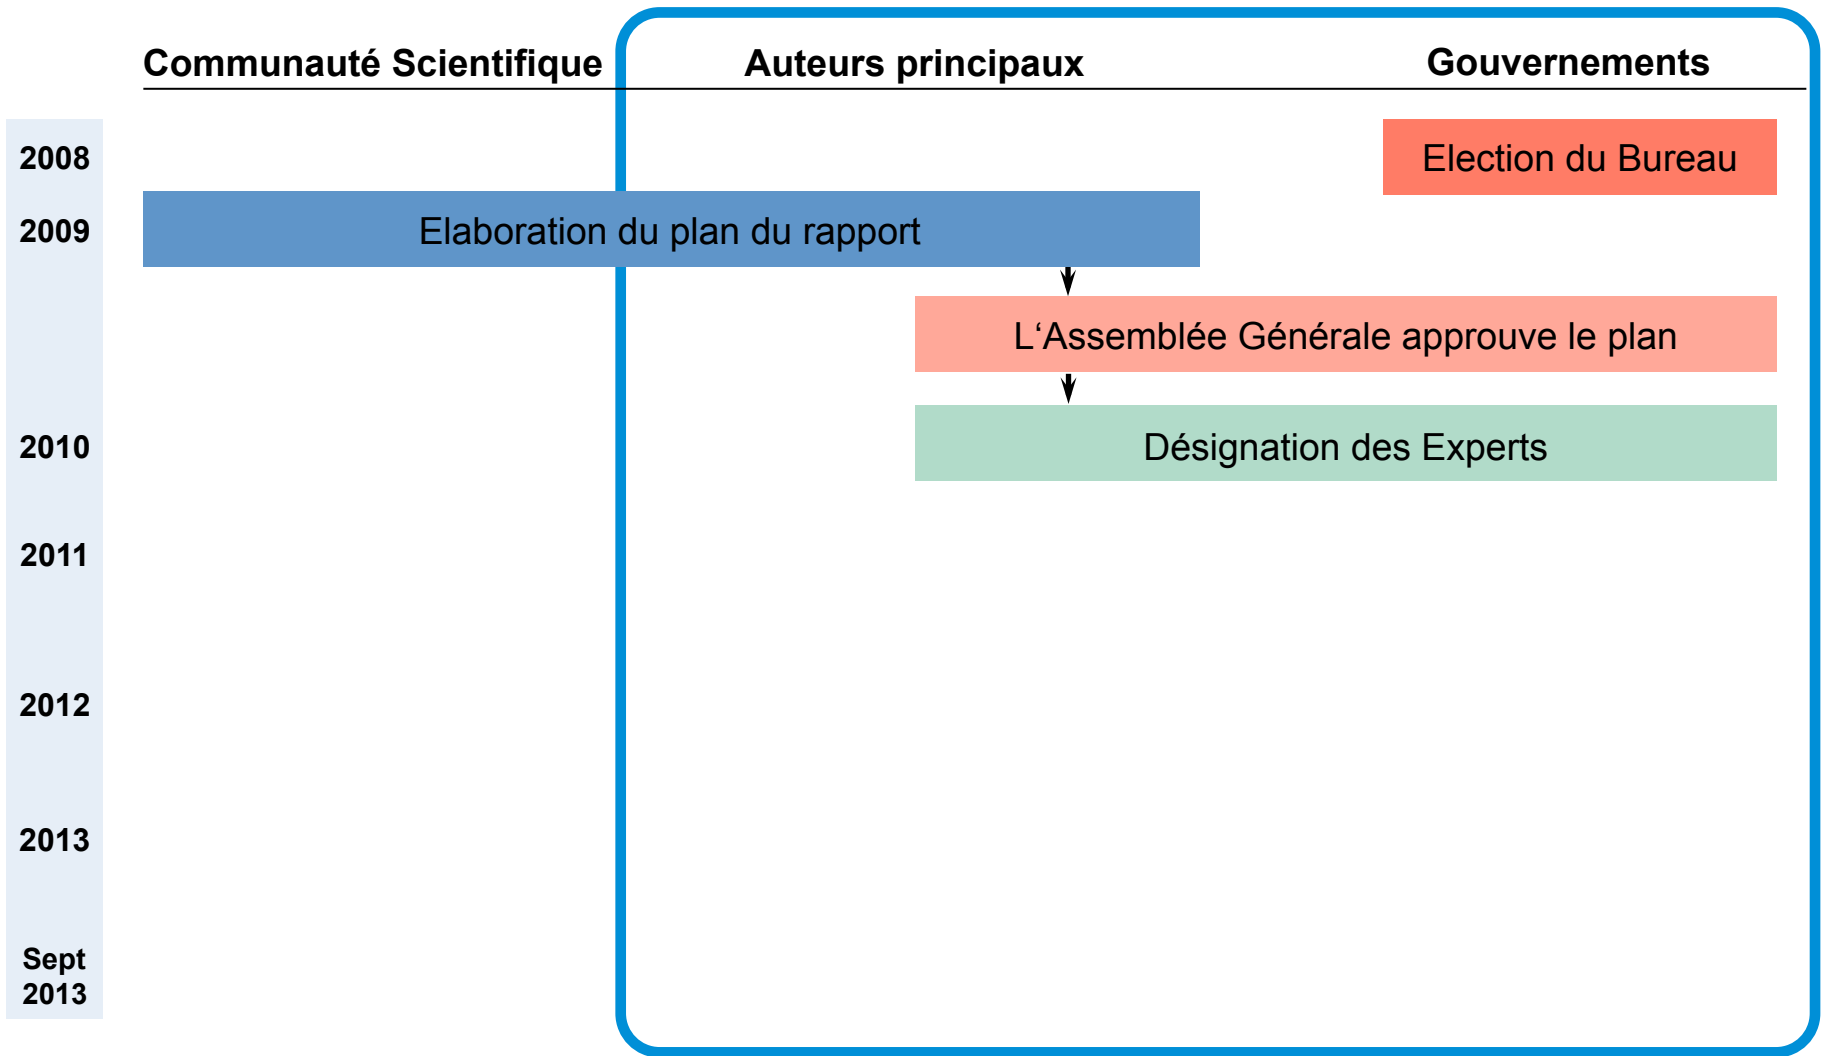 Communauté Scientifique Auteurs principaux Gouvernements
2008 Election du Bureau
2009 Elaboration du plan du rapport
L‘Assemblée Générale approuve le plan
2010 Désignation des Experts
2011
2012
2013
Sept
2013